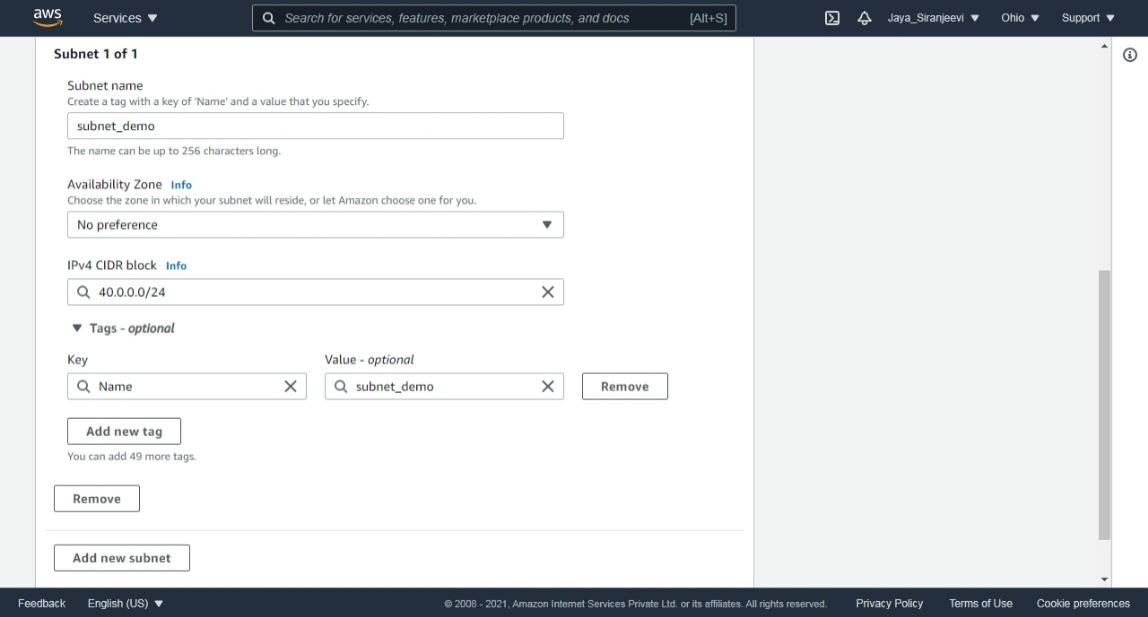 aws Services ▼ Search for services, features, marketplace products, and docs [Alt+S] Jaya_Siranjeevi ▼ Ohio ▼ Support ▼
Subnet 1 of 1
Subnet name
Create a tag with a key of 'Name' and a value that you specify.
subnet_demo
The name can be up to 256 characters long.
Availability Zone Info
Choose the zone in which your subnet will reside, or let Amazon choose one for you.
No preference
IPv4 CIDR block Info
40.0.0.0/24
Tags - optional
Key Value - optional
Name subnet_demo Remove
Add new tag
You can add 49 more tags.
Remove
Add new subnet
Feedback English (US) ▼ © 2008 - 2021, Amazon Internet Services Private Ltd. or its affiliates. All rights reserved. Privacy Policy Terms of Use Cookie preferences